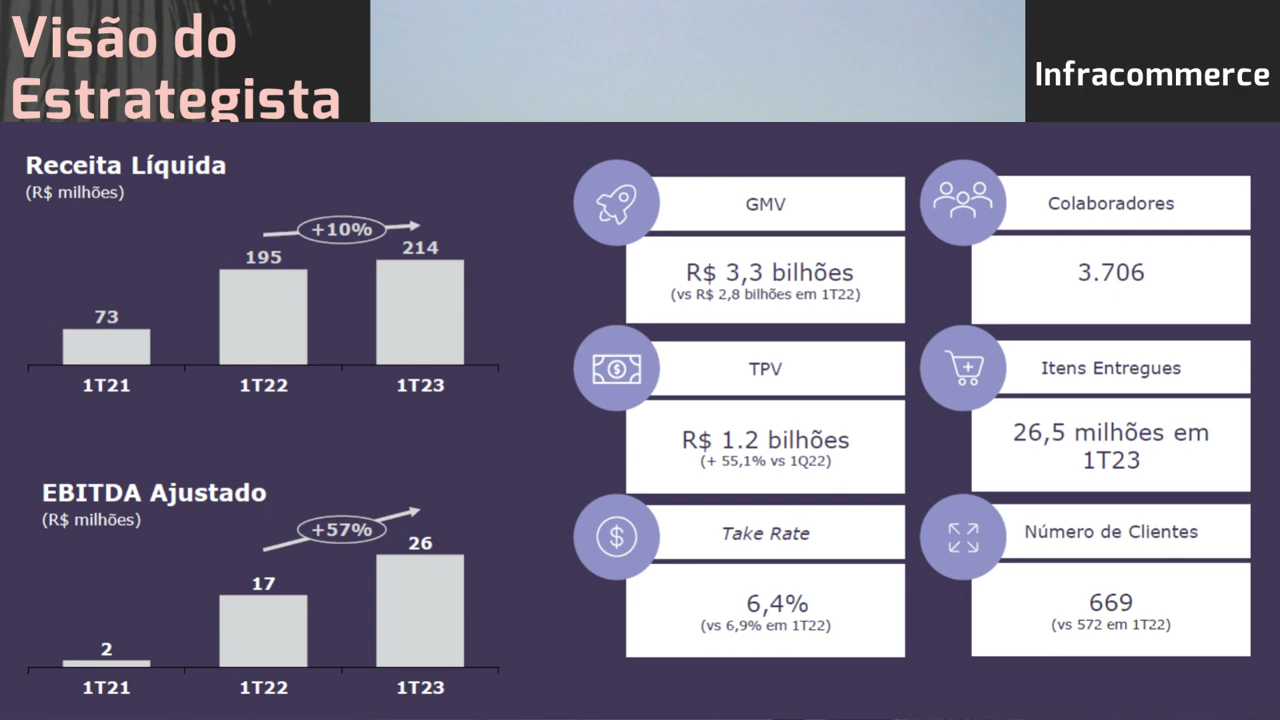 Visão do
Estrategista
Infracommerce
Receita Líquida
(R$ milhões)
+10%
73
195
214
1T21
1T22
1T23
EBITDA Ajustado
(R$ milhões)
+57%
2
17
26
1T21
1T22
1T23
GMV
R$ 3,3 bilhões
(vs R$ 2,8 bilhões em 1T22)
TPV
R$ 1.2 bilhões
(+ 55,1% vs 1Q22)
Take Rate
6,4%
(vs 6,9% em 1T22)
Colaboradores
3.706
Itens Entregues
26,5 milhões em
1T23
Número de Clientes
669
(vs 572 em 1T22)